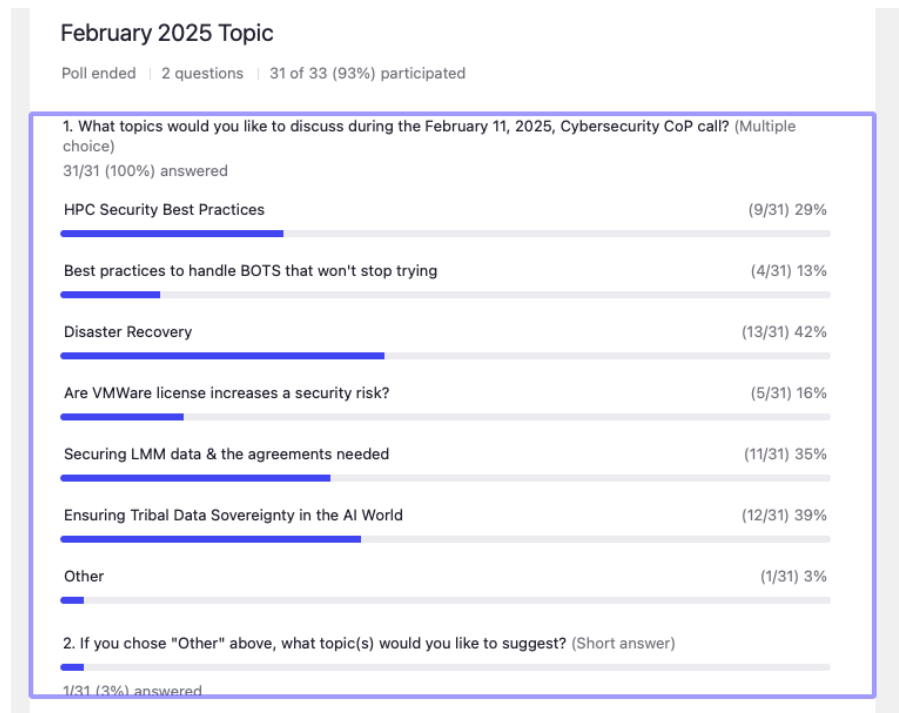 February 2025 Topic
Poll ended | 2 questions | 31 of 33 (93%) participated
1. What topics would you like to discuss during the February 11, 2025, Cybersecurity CoP call? (Multiple
choice)
31/31 (100%) answered
HPC Security Best Practices (9/31) 29%
Best practices to handle BOTS that won't stop trying (4/31) 13%
Disaster Recovery (13/31) 42%
Are VMWare license increases a security risk? (5/31) 16%
Securing LMM data & the agreements needed (11/31) 35%
Ensuring Tribal Data Sovereignty in the AI World (12/31) 39%
Other (1/31) 3%
2. If you chose "Other" above, what topic(s) would you like to suggest? (Short answer)
1/31 (3%) answered